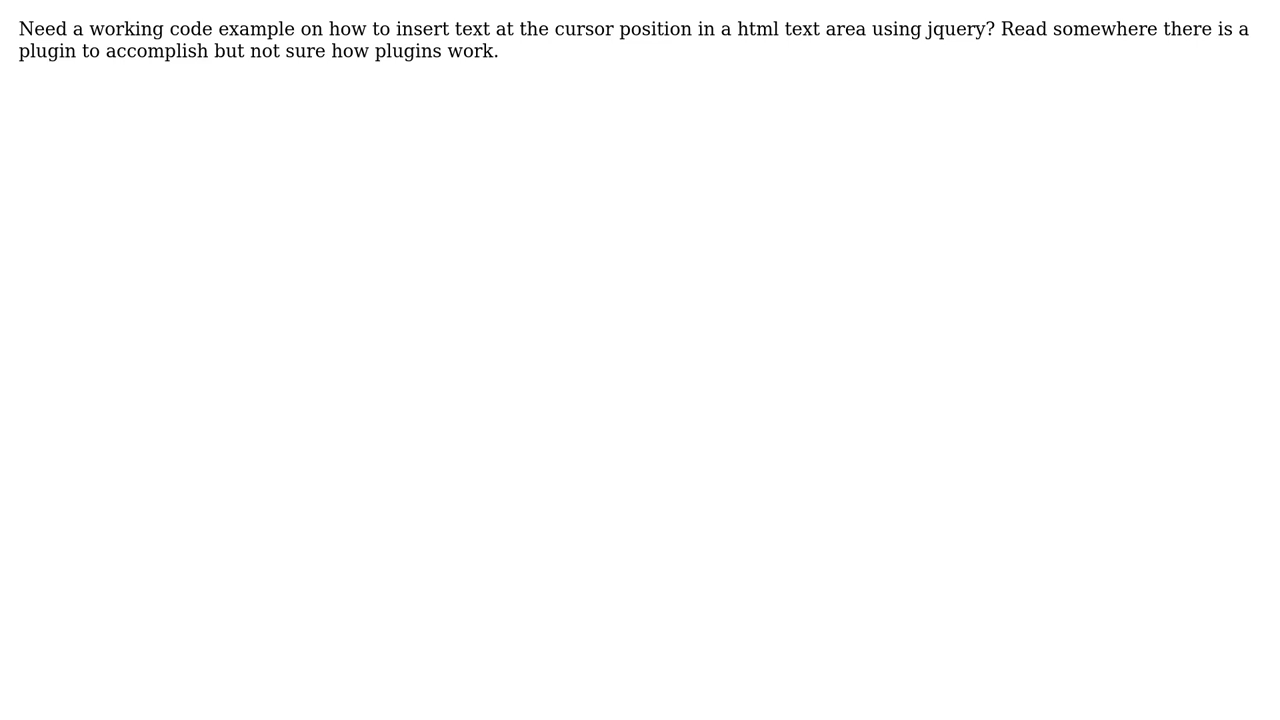 Need a working code example on how to insert text at the cursor position in a html text area using jquery? Read somewhere there is a
plugin to accomplish but not sure how plugins work.